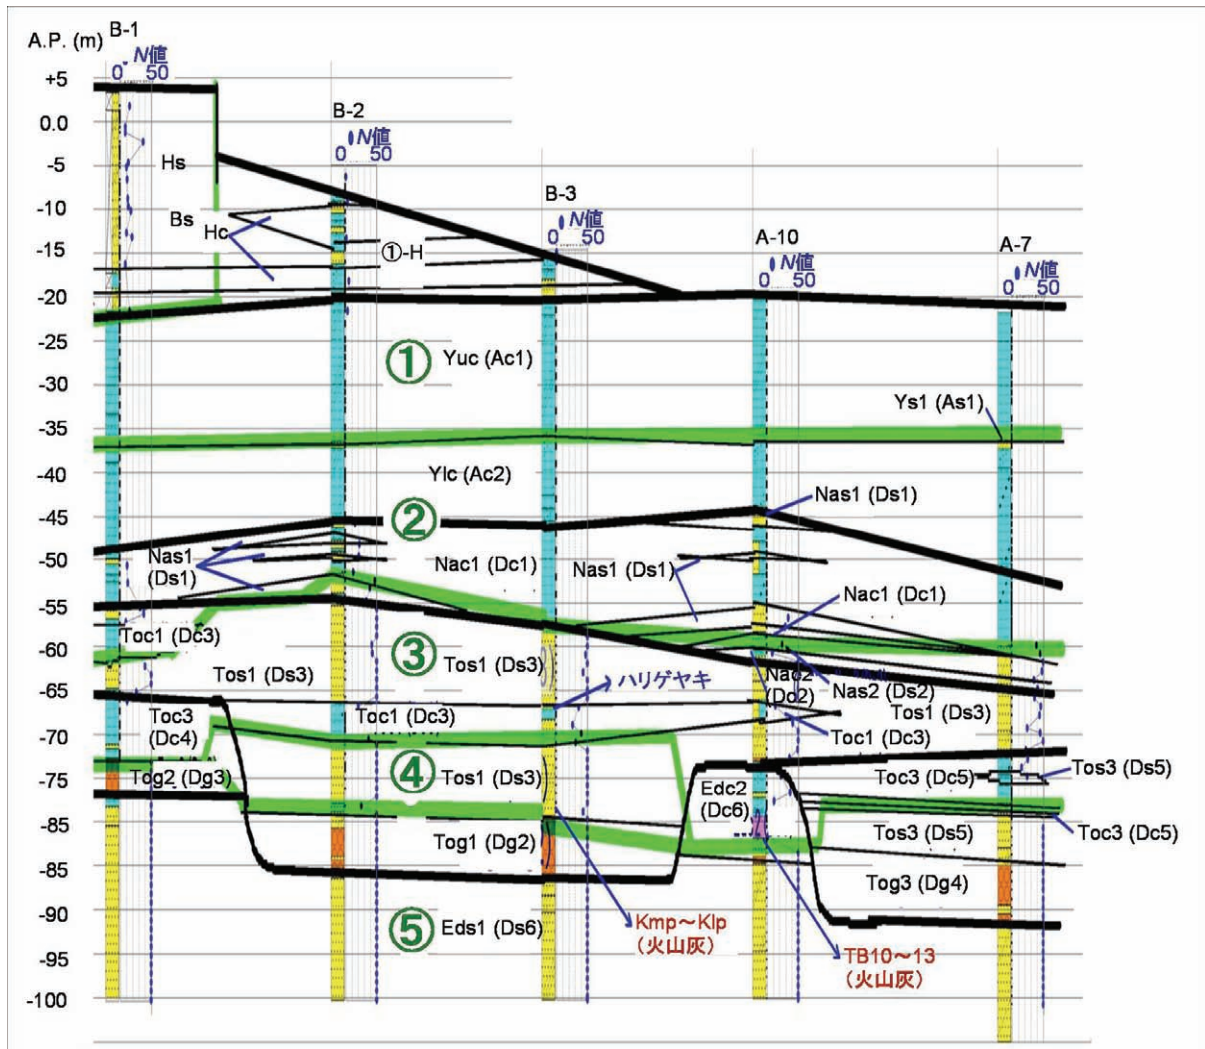 B-1
A.P. (m)
N値
0 50
+5
0.0
-5
-10
-15
-20
-25
-30
-35
-40
-45
-50
-55
-60
-65
-70
-75
-80
-85
-90
-95
-100
B-2
N値
0 50
B-3
N値
0 50
A-10
N値
0 50
A-7
N値
0 50
Hs
Bs
Hc
①-H
① Yuc (Ac1)
Ys1 (As1)
Ylc (Ac2)
②
Nas1 (Ds1)
Nas1
(Ds1)
Nac1 (Dc1)
Nas1 (Ds1)
Nac1 (Dc1)
Toc1 (Dc3)
③
Tos1 (Ds3)
Tos1 (Ds3)
ハリゲヤキ
Nac2
(Dc2)
Nas2 (Ds2)
Tos1 (Ds3)
Toc3
(Dc4)
Toc1 (Dc3)
Toc1 (Dc3)
Tog2 (Dg3)
④
Tos1 (Ds3)
Edc2
(Dc6)
Toc3 (Dc5)
Tos3 (Ds5)
Tog1 (Dg2)
Tos3 (Ds5)
Toc3 (Dc5)
Tog3 (Dg4)
⑤ Eds1 (Ds6)
Kmp～Klp
(火山灰)
TB10～13
(火山灰)